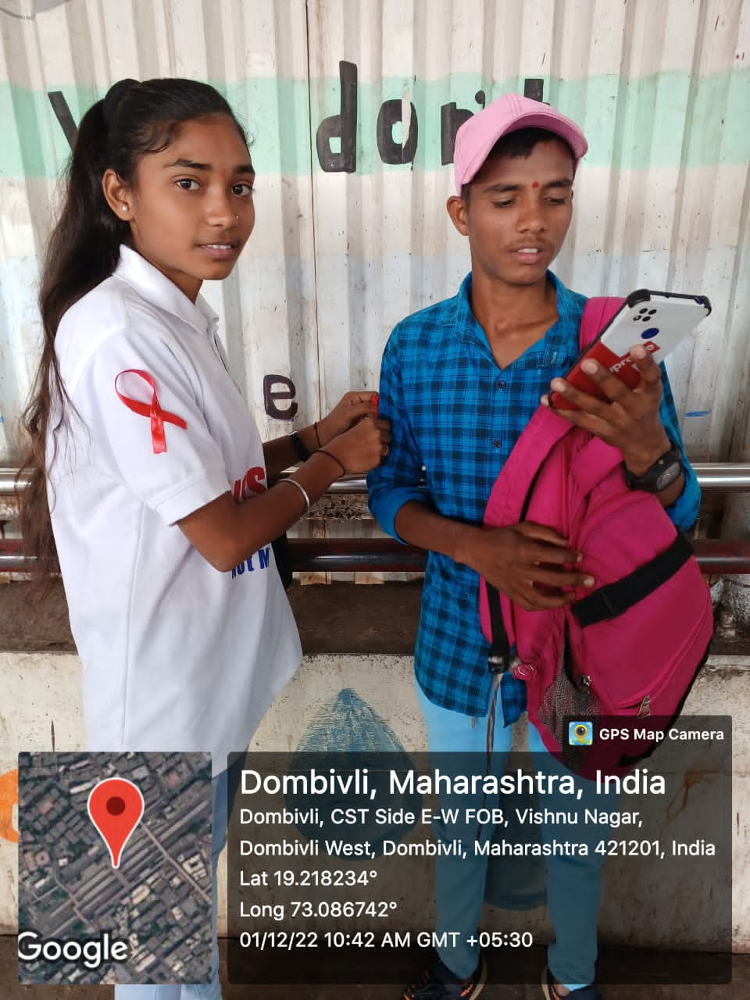 don't
e
Not M
GPS Map Camera
Dombivli, Maharashtra, India
Dombivli, CST Side E-W FOB, Vishnu Nagar,
Dombivli West, Dombivli, Maharashtra 421201, India
Lat 19.218234°
Long 73.086742°
01/12/22 10:42 AM GMT +05:30
Google